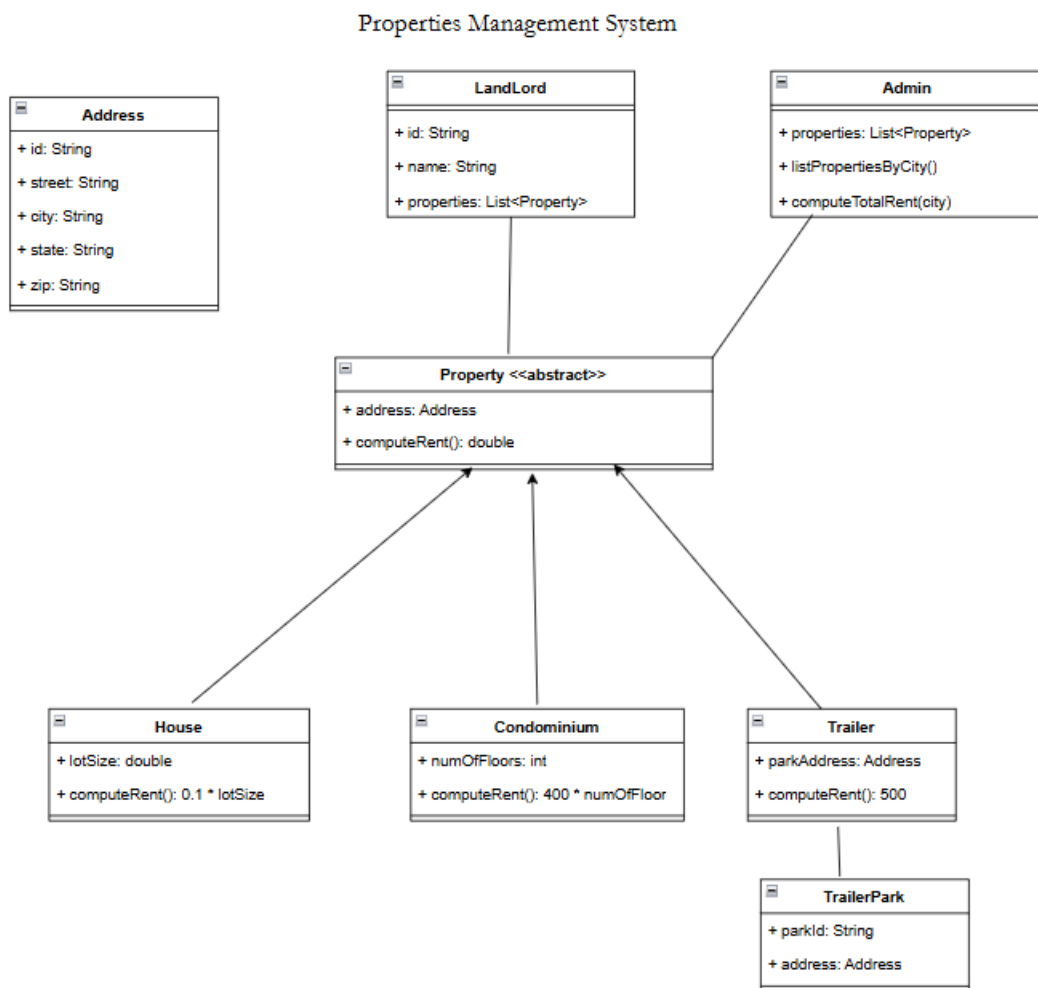 Properties Management System
Address
+ id: String
+ street: String
+ city: String
+ state: String
+ zip: String
LandLord
+ id: String
+ name: String
+ properties: List<Property>
Admin
+ properties: List<Property>
+ listPropertiesByCity()
+ computeTotalRent(city)
Property <<abstract>>
+ address: Address
+ computeRent(): double
House
+ lotSize: double
+ computeRent(): 0.1 * lotSize
Condominium
+ numOfFloors: int
+ computeRent(): 400 * numOfFloor
Trailer
+ parkAddress: Address
+ computeRent(): 500
TrailerPark
+ parkId: String
+ address: Address